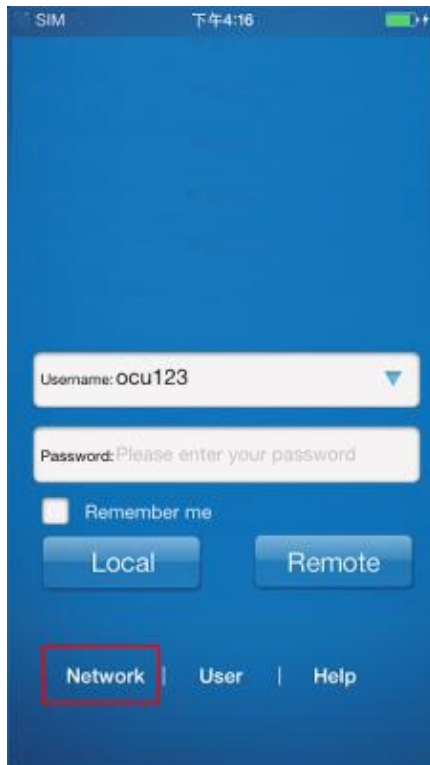 SIM 下午4:16
Username: ocu123
Password: Please enter your password
Remember me
Local Remote
Network | User | Help